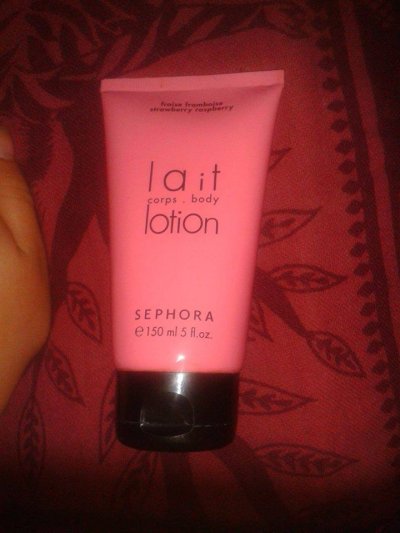 fraise framboise
strawberry raspberry
lait
corps . body
lotion
SEPHORA
e 150 ml 5 fl.oz.